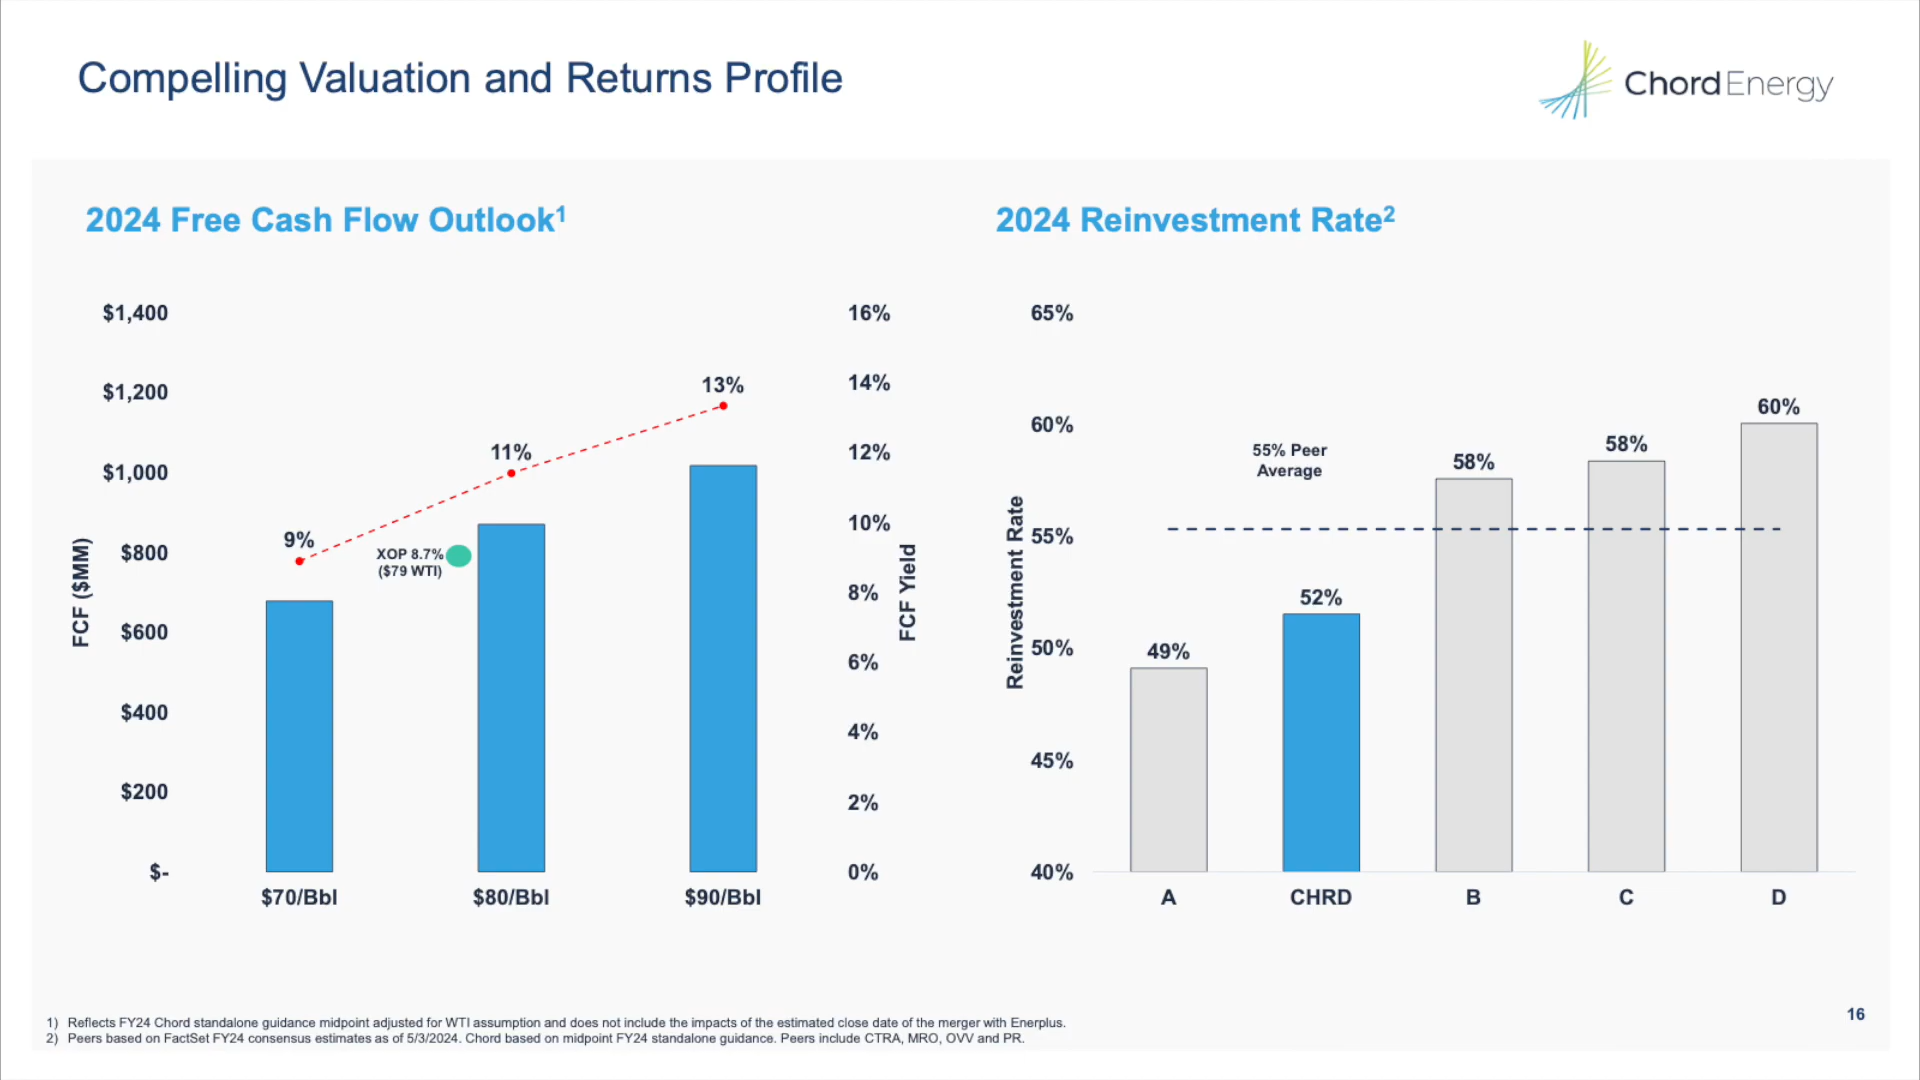 Compelling Valuation and Returns Profile
Chord Energy
2024 Free Cash Flow Outlook1
$1,400
$1,200
$1,000
$800
$600
$400
$200
$-
FCF ($MM)
9%
11%
13%
XOP 8.7%
($79 WTI)
$70/Bbl
$80/Bbl
$90/Bbl
16%
14%
12%
10%
8%
6%
4%
2%
0%
FCF Yield
2024 Reinvestment Rate2
65%
60%
55%
50%
45%
40%
Reinvestment Rate
55% Peer
Average
49%
52%
58%
58%
60%
A
CHRD
B
C
D
1) Reflects FY24 Chord standalone guidance midpoint adjusted for WTI assumption and does not include the impacts of the estimated close date of the merger with Enerplus.
2) Peers based on FactSet FY24 consensus estimates as of 5/3/2024. Chord based on midpoint FY24 standalone guidance. Peers include CTRA, MRO, OVV and PR.
16